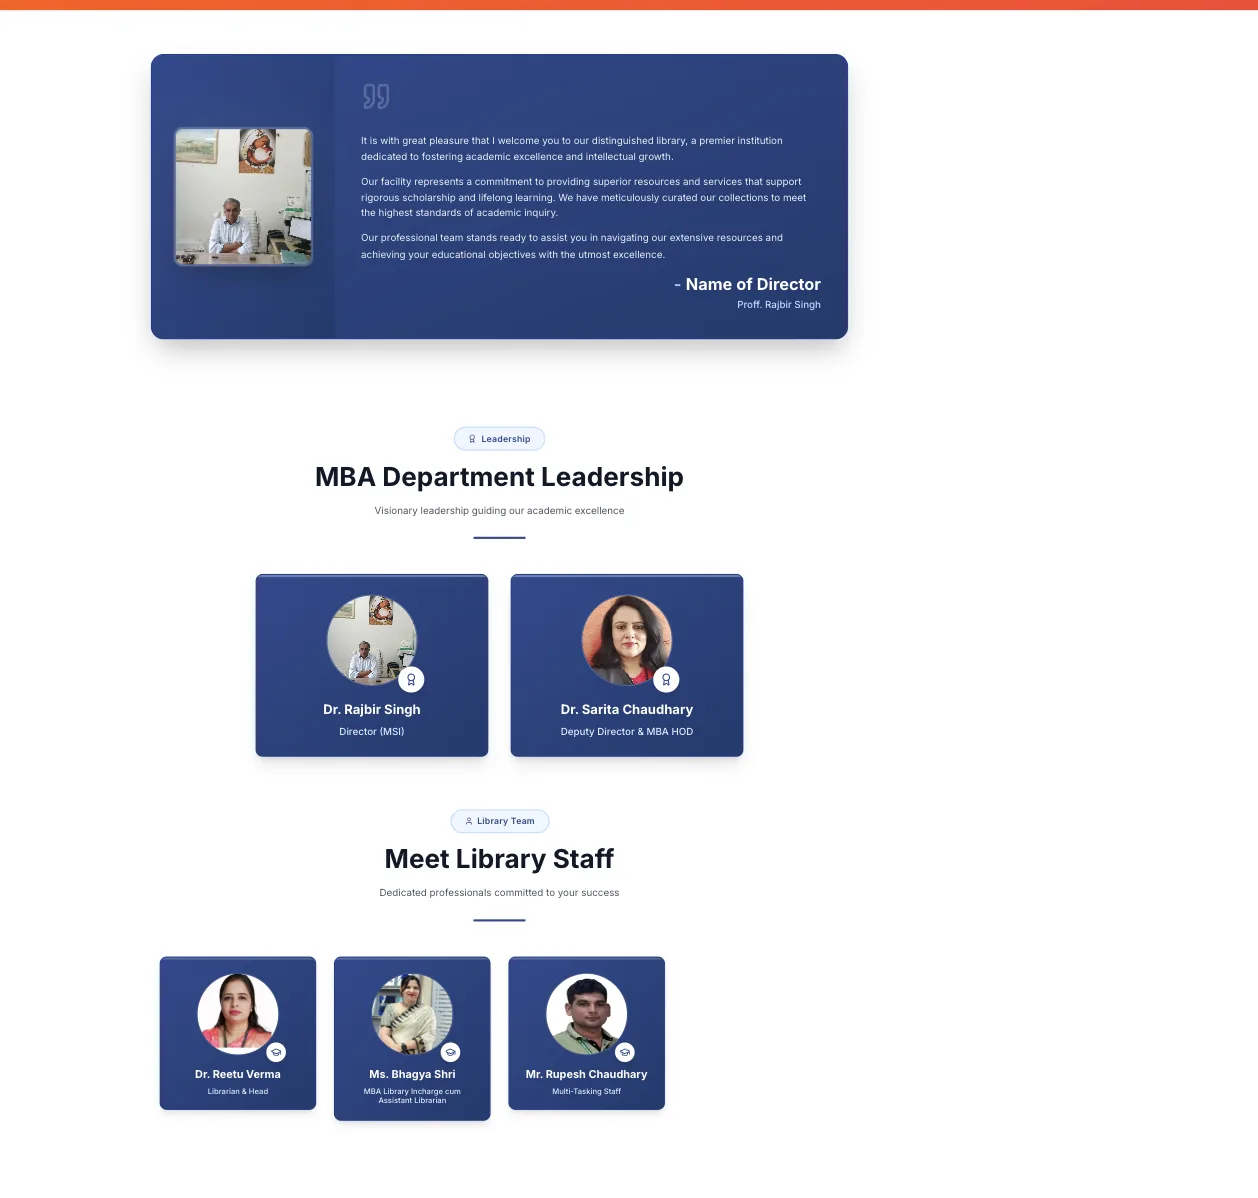 It is with great pleasure that I welcome you to our distinguished library, a premier institution
dedicated to fostering academic excellence and intellectual growth.
Our facility represents a commitment to providing superior resources and services that support
rigorous scholarship and lifelong learning. We have meticulously curated our collections to meet
the highest standards of academic inquiry.
Our professional team stands ready to assist you in navigating our extensive resources and
achieving your educational objectives with the utmost excellence.
- Name of Director
Proff. Rajbir Singh
Leadership
MBA Department Leadership
Visionary leadership guiding our academic excellence
Dr. Rajbir Singh
Director (MSI)
Dr. Sarita Chaudhary
Deputy Director & MBA HOD
Library Team
Meet Library Staff
Dedicated professionals committed to your success
Dr. Reetu Verma
Librarian & Head
Ms. Bhagya Shri
MBA Library Incharge cum
Assistant Librarian
Mr. Rupesh Chaudhary
Multi-Tasking Staff